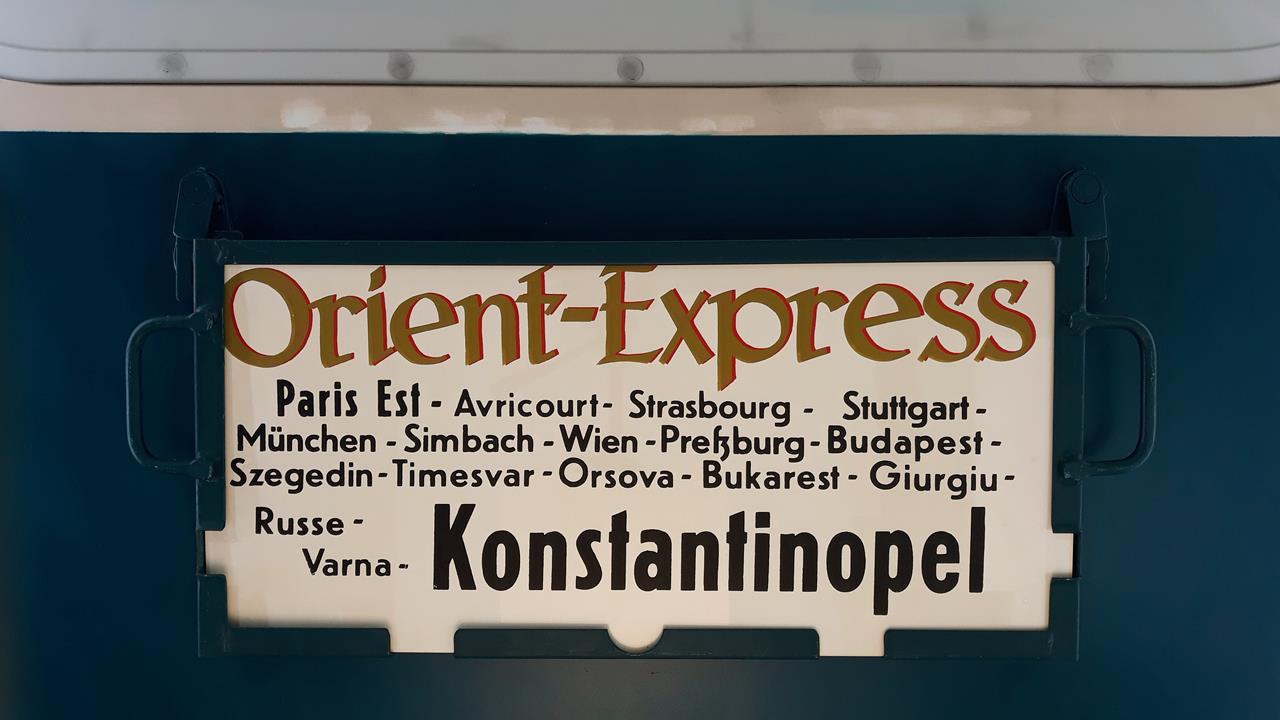 Orient-Express
Paris Est - Avricourt- Strasbourg - Stuttgart -
München - Simbach - Wien - Preßburg - Budapest -
Szegedin - Timesvar - Orsova - Bukarest - Giurgiu -
Russe -
Varna - Konstantinopel